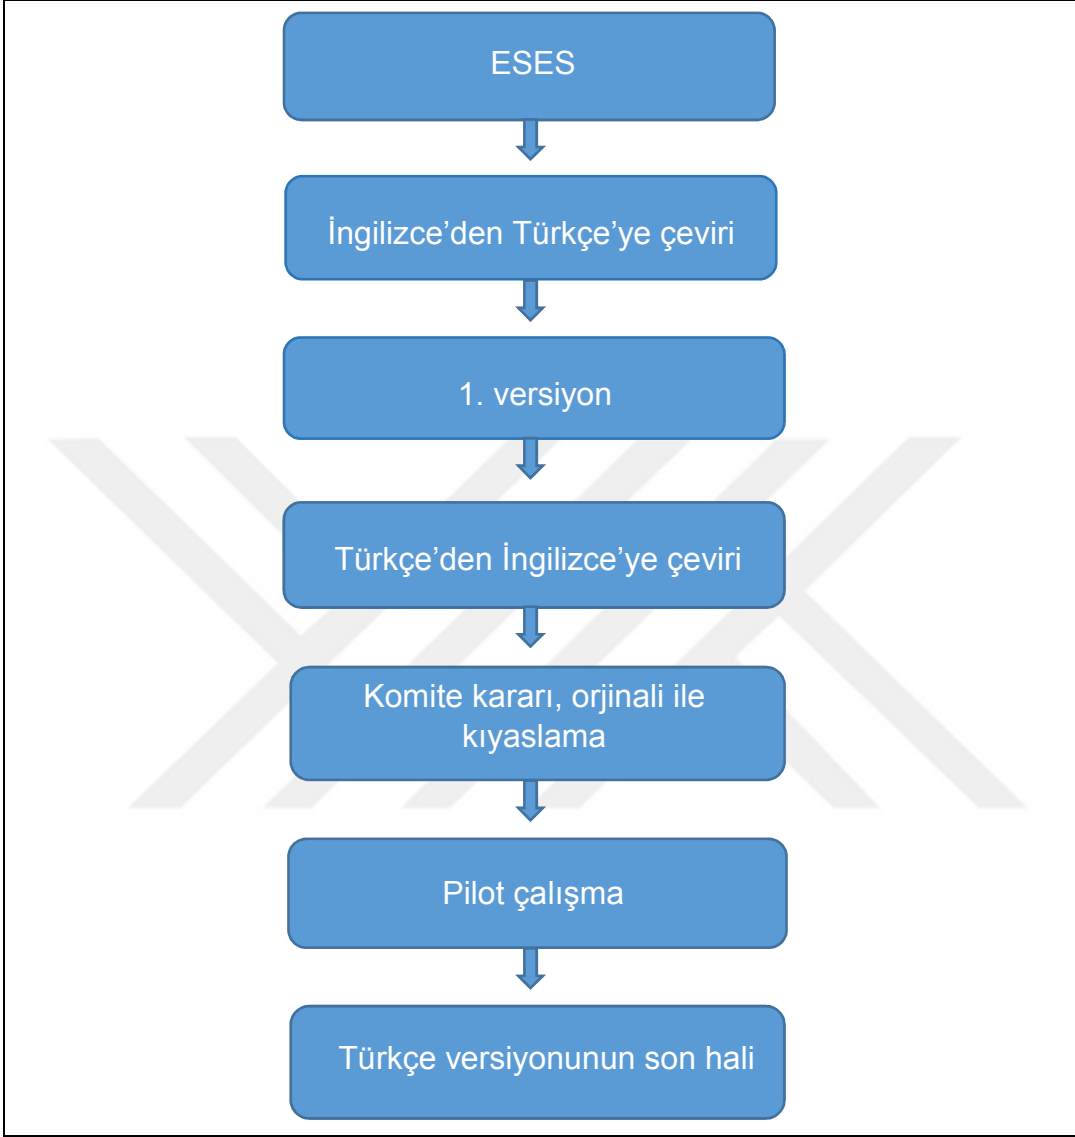 ESES
İngilizce’den Türkçe’ye çeviri
1. versiyon
Türkçe’den İngilizce’ye çeviri
Komite kararı, orjinali ile
kıyaslama
Pilot çalışma
Türkçe versiyonunun son hali